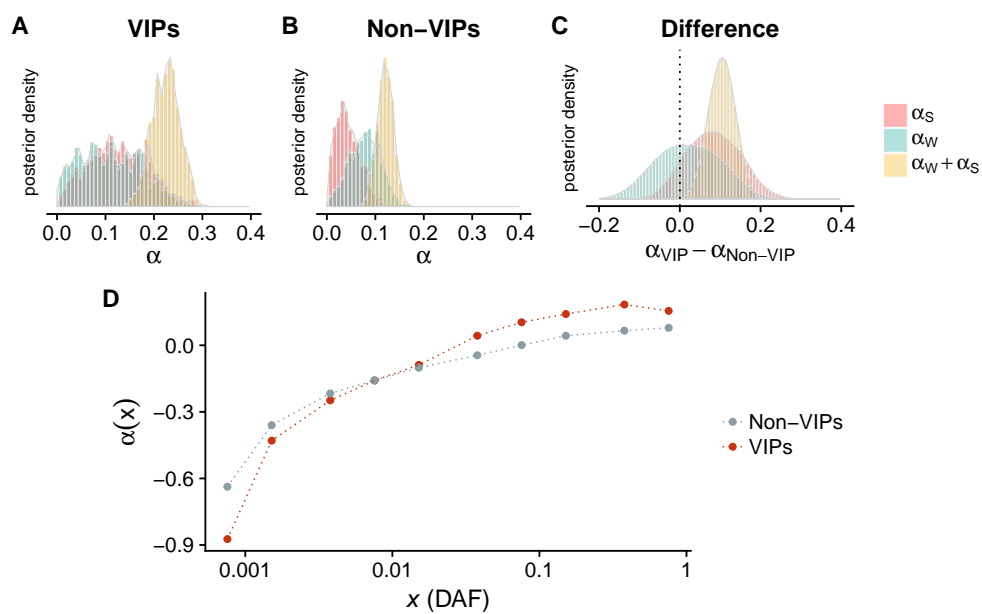 A VIPs
B Non−VIPs
C Difference
posterior density
posterior density
posterior density
0.0 0.1 0.2 0.3 0.4
α
0.0 0.1 0.2 0.3 0.4
α
−0.2 0.0 0.2 0.4
αVIP − αNon−VIP
αS
αW
αW + αS
D
α(x)
0.0
−0.3
−0.6
−0.9
0.001 0.01 0.1 1
x (DAF)
Non−VIPs
VIPs